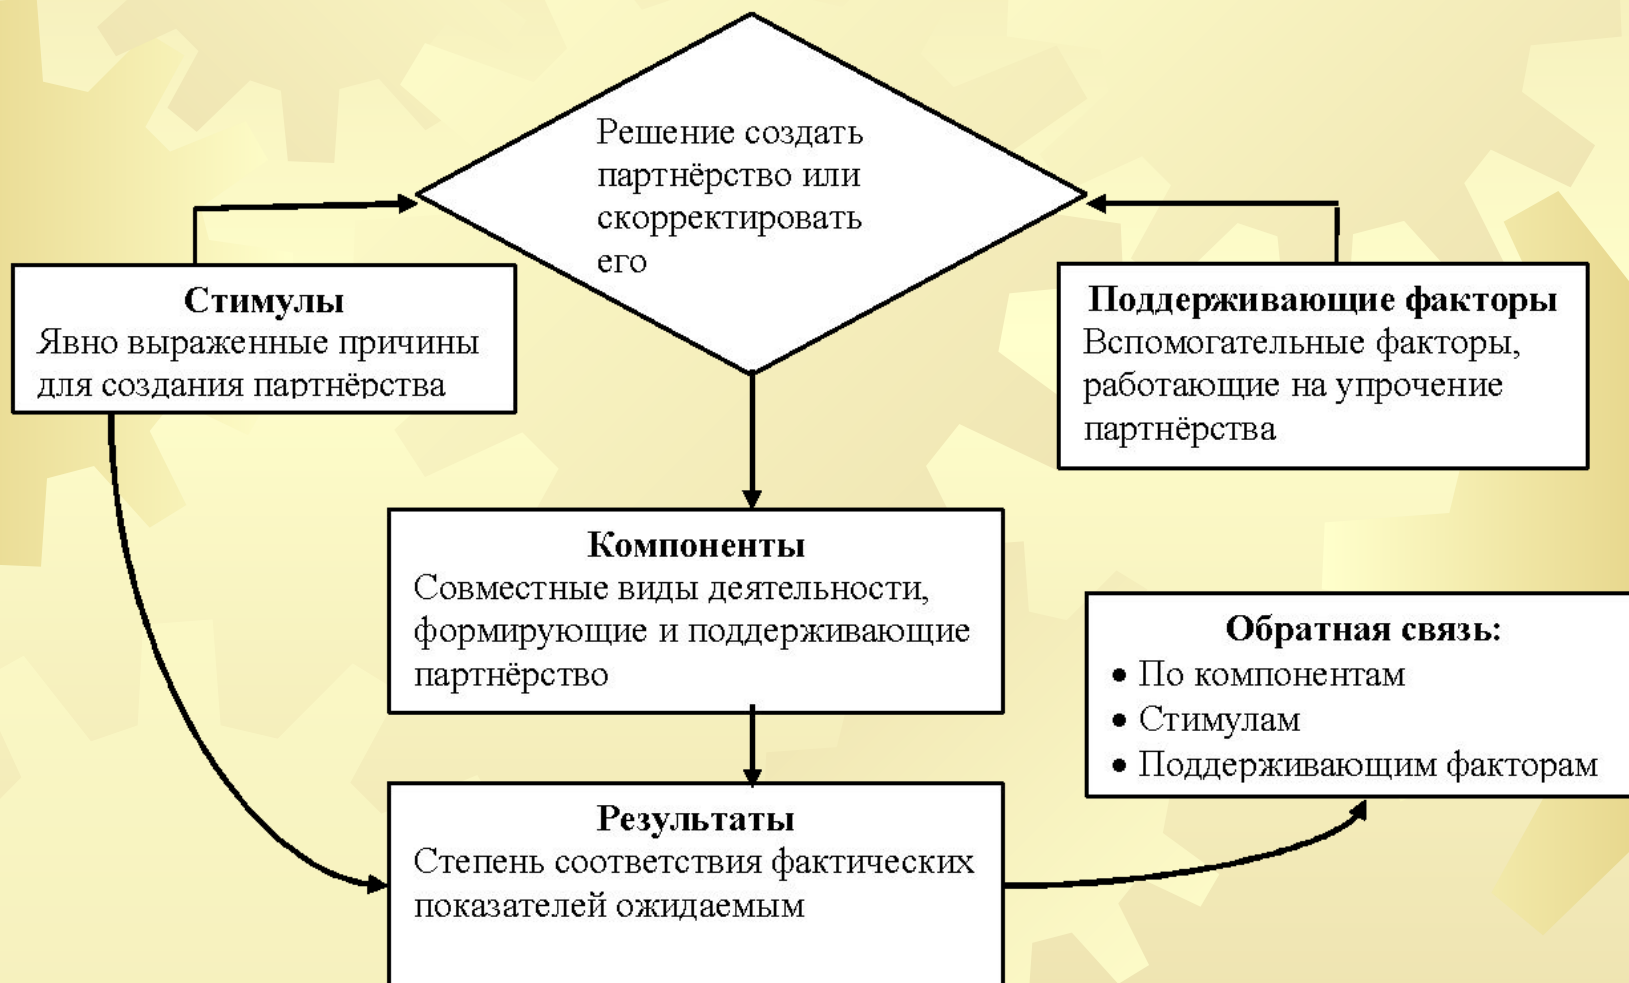 Решение создать
партнёрство или
скорректировать
его
Стимулы
Явно выраженные причины
для создания партнёрства
Поддерживающие факторы
Вспомогательные факторы,
работающие на упрочение
партнёрства
Компоненты
Совместные виды деятельности,
формирующие и поддерживающие
партнёрство
Обратная связь:
• По компонентам
• Стимулам
• Поддерживающим факторам
Результаты
Степень соответствия фактических
показателей ожидаемым